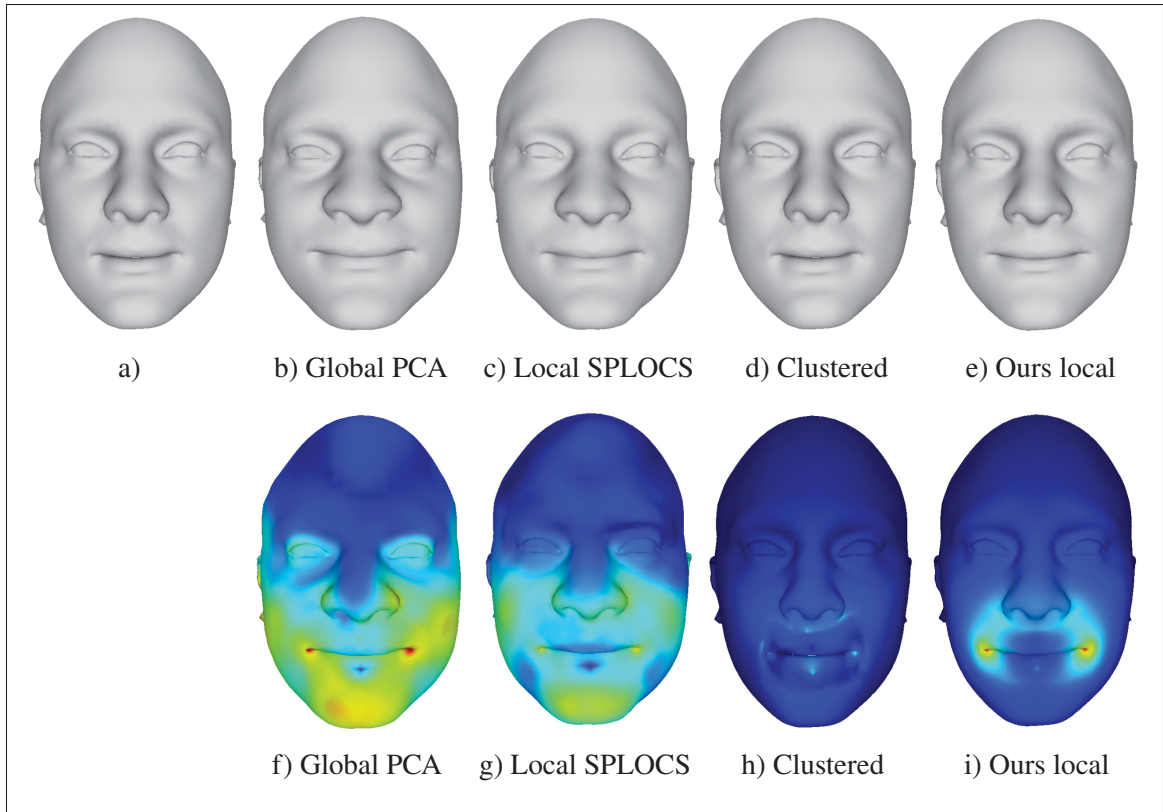 a)
b) Global PCA
c) Local SPLOCS
d) Clustered
e) Ours local
f) Global PCA
g) Local SPLOCS
h) Clustered
i) Ours local